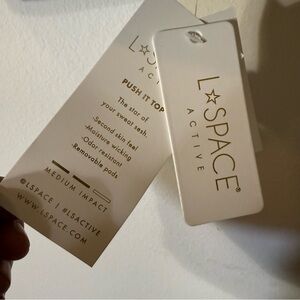 L☆SPACE
ACTIVE
PUSH IT TOP
The star of
your sweat sesh.
-Second skin feel
-Moisture wicking
-Odor resistant
-Removable pads
MEDIUM IMPACT
@LSPACE | #LSACTIVE
WWW.LSPACE.COM
L☆SPACE®
ACTIVE